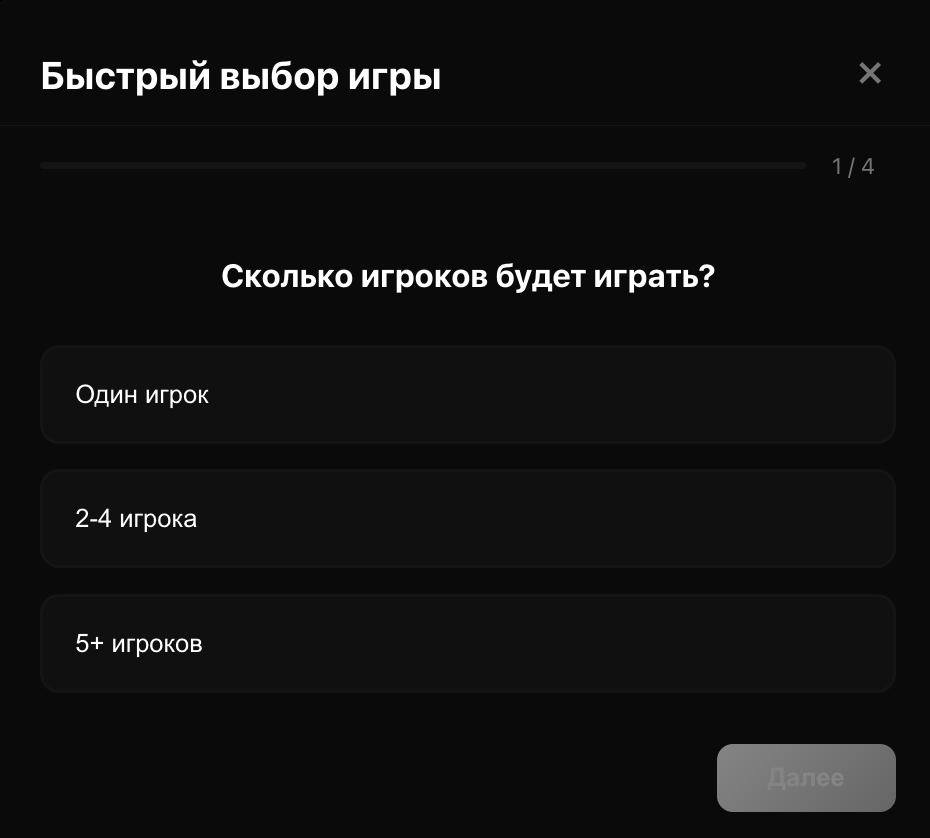 Быстрый выбор игры
1 / 4
Сколько игроков будет играть?
Один игрок
2-4 игрока
5+ игроков
Далее